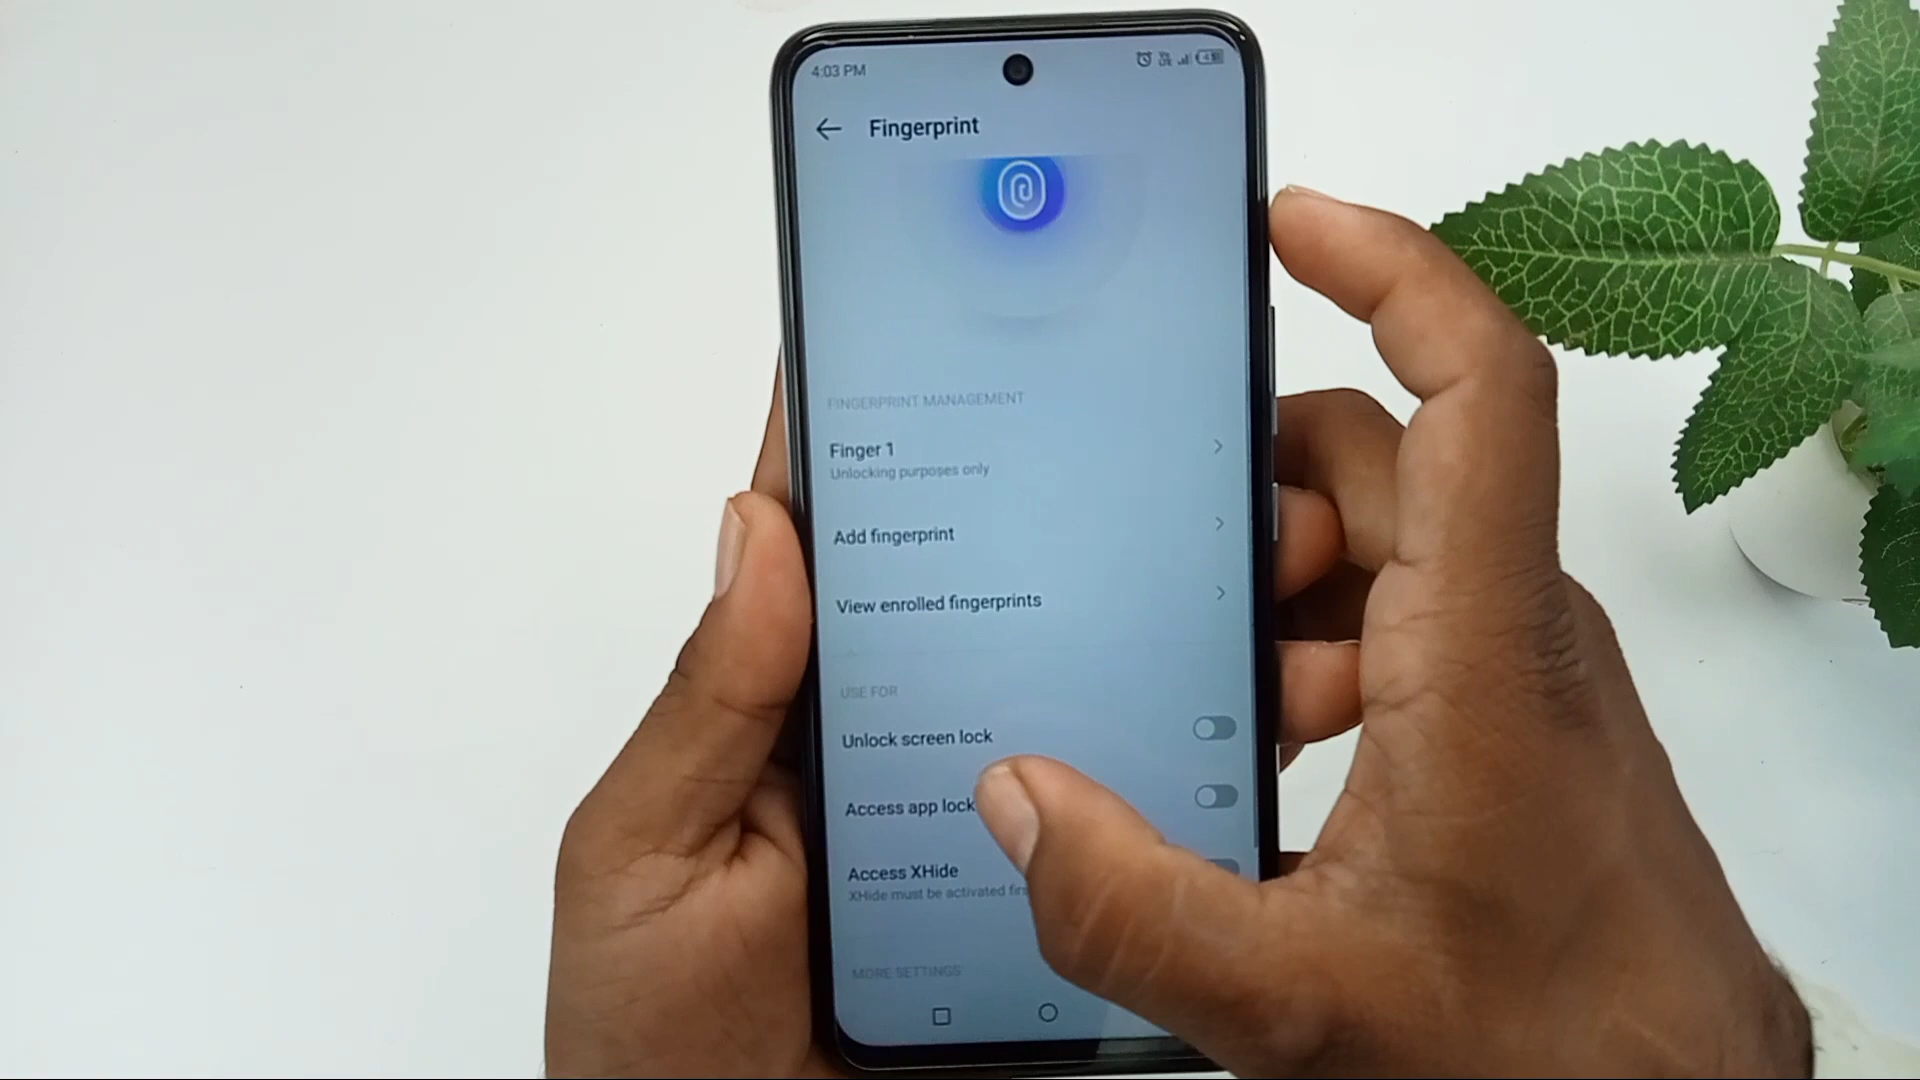 4:03 PM
Fingerprint
FINGERPRINT MANAGEMENT
Finger 1
Unlocking purposes only
Add fingerprint
View enrolled fingerprints
USE FOR
Unlock screen lock
Access app lock
Access XHide
XHide must be activated
MORE SETTINGS